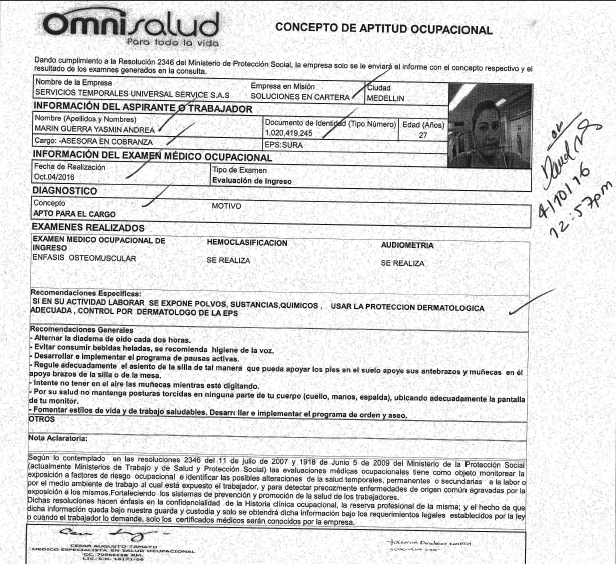 Omnisalud
Para toda la vida
CONCEPTO DE APTITUD OCUPACIONAL
Dando cumplimiento a la Resolución 2346 del Ministerio de Protección Social, la empresa solo se le enviará el informe con el concepto respectivo y el
resultado de los examnes generados en la consulta.
Nombre de la Empresa
SERVICIOS TEMPORALES UNIVERSAL SERVICE S.A.S
Empresa en Misión
SOLUCIONES EN CARTERA
Ciudad
MEDELLIN
INFORMACIÓN DEL ASPIRANTE O TRABAJADOR
Nombre (Apellidos y Nombres)
MARIN GUERRA YASMIN ANDREA
Documento de Identidad (Tipo Número)
1,020,419,245
Edad (Años)
27
Cargo: -ASESORA EN COBRANZA
EPS:SURA
INFORMACIÓN DEL EXAMEN MÉDICO OCUPACIONAL
Fecha de Realización
Oct.04/2016
Tipo de Examen
Evaluación de Ingreso
DIAGNOSTICO
Concepto
APTO PARA EL CARGO
MOTIVO
4/10/16
12:57pm
EXAMENES REALIZADOS
EXAMEN MEDICO OCUPACIONAL DE
INGRESO
ENFASIS OSTEOMUSCULAR
HEMOCLASIFICACION
SE REALIZA
AUDIOMETRIA
SE REALIZA
Recomendaciones Especificas:
SI EN SU ACTIVIDAD LABORAR SE EXPONE POLVOS, SUSTANCIAS,QUIMICOS , USAR LA PROTECCION DERMATOLOGICA
ADECUADA , CONTROL POR DERMATOLOGO DE LA EPS
Recomendaciones Generales
- Alternar la diadema de oido cada dos horas.
- Evitar consumir bebidas heladas, se recomienda higiene de la voz.
- Desarrollar e implementar el programa de pausas activas.
- Regule adecuadamente el asiento de la silla de tal manera que pueda apoyar los pies en el suelo apoye sus antebrazos y muñecas en él
apoya brazos de la silla o de la mesa.
- Intente no tener en el aire las muñecas mientras esté digitando.
- Por su salud no mantenga posturas torcidas en ninguna parte de tu cuerpo (cuello, manos, espalda), ubicando adecuadamente la pantalla
de tu monitor.
- Fomentar estilos de vida y de trabajo saludables. Desarrollar e implementar el programa de orden y aseo.
OTROS
Nota Aclaratoria:
Según lo contemplado en las resoluciones 2346 del 11 de julio de 2007 y 1918 de Junio 5 de 2009 del Ministerio de la Protección Social
(actualmente Ministerios de Trabajo y de Salud y Protección Social) las evaluaciones médicas ocupacionales tiene como objeto monitorear la
exposición a factores de riesgo ocupacional e identificar las posibles alteraciones de la salud temporales, permanentes o secundarias a la labor o
por el medio ambiente de trabajo al cual está expuesto el trabajador, y para detectar precozmente enfermedades de origen común agravadas por la
exposición a los mismos.Fortaleciendo los sistemas de prevención y promoción de la salud de los trabajadores.
Dichas resoluciones hacen énfasis en la confidencialidad de la Historia clínica ocupacional, la reserva profesional de la misma; y el hecho de que
dicha información queda bajo nuestra guarda y custodia y solo se obtendrá dicha información bajo los requerimientos legales establecidos por la ley
o cuando el trabajador lo demande, solo los certificados médicos serán conocidos por la empresa.
CESAR AUGUSTO TAMAYO
MEDICO ESPECIALISTA EN SALUD OCUPACIONAL